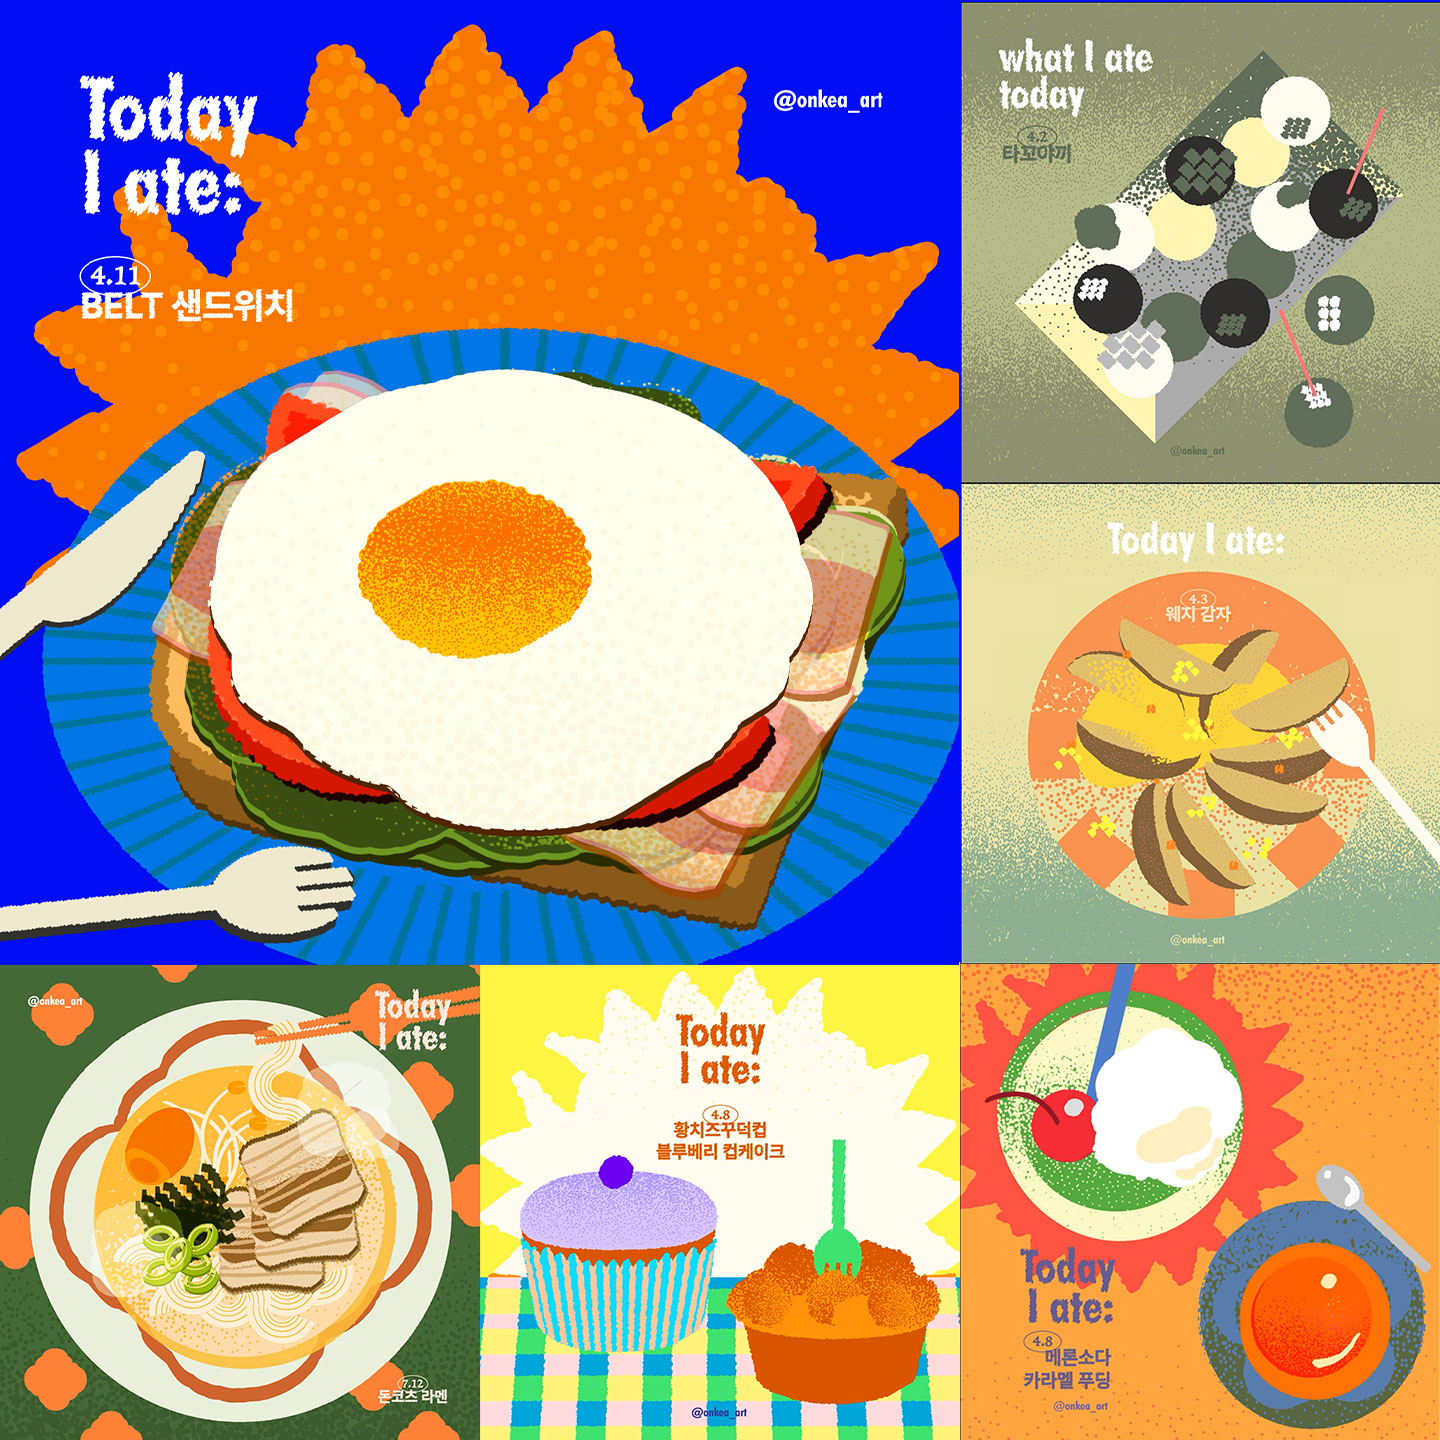 Today
I ate:
4.11
BELT 샌드위치
@onkea_art
what I ate
today
4.2
타꼬야끼
@onkea_art
Today I ate:
4.3
웨지 감자
@onkea_art
@onkea_art
Today
I ate:
7.12
돈코츠 라멘
Today
I ate:
4.8
황치즈꾸덕컵
블루베리 컵케이크
@onkea_art
Today
I ate:
4.8
메론소다
카라멜 푸딩
@onkea_art